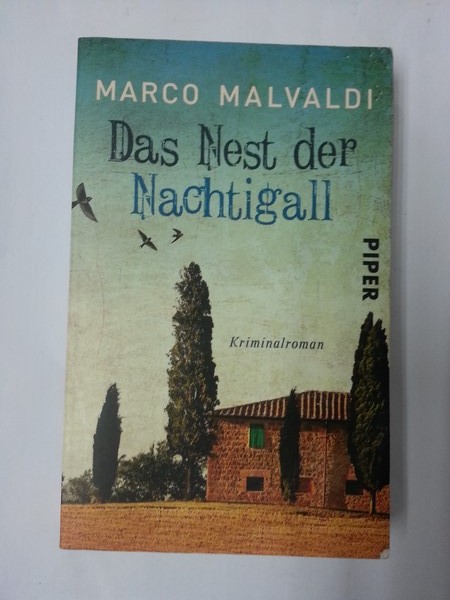 MARCO MALVALDI
Das Nest der
Nachtigall
PIPER
Kriminalroman